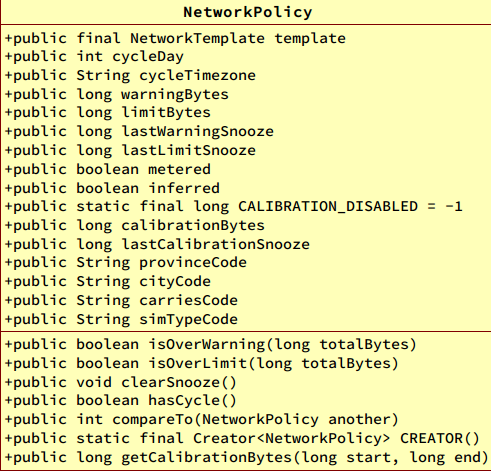 NetworkPolicy
+public final NetworkTemplate template
+public int cycleDay
+public String cycleTimezone
+public long warningBytes
+public long limitBytes
+public long lastWarningSnooze
+public long lastLimitSnooze
+public boolean metered
+public boolean inferred
+public static final long CALIBRATION_DISABLED = -1
+public long calibrationBytes
+public long lastCalibrationSnooze
+public String provinceCode
+public String cityCode
+public String carriesCode
+public String simTypeCode
+public boolean isOverWarning(long totalBytes)
+public boolean isOverLimit(long totalBytes)
+public void clearSnooze()
+public boolean hasCycle()
+public int compareTo(NetworkPolicy another)
+public static final Creator<NetworkPolicy> CREATOR()
+public long getCalibrationBytes(long start, long end)